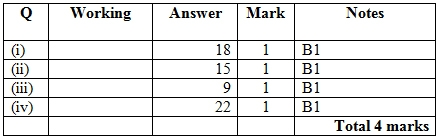 Q Working Answer Mark Notes
(i) 18 1 B1
(ii) 15 1 B1
(iii) 9 1 B1
(iv) 22 1 B1
Total 4 marks